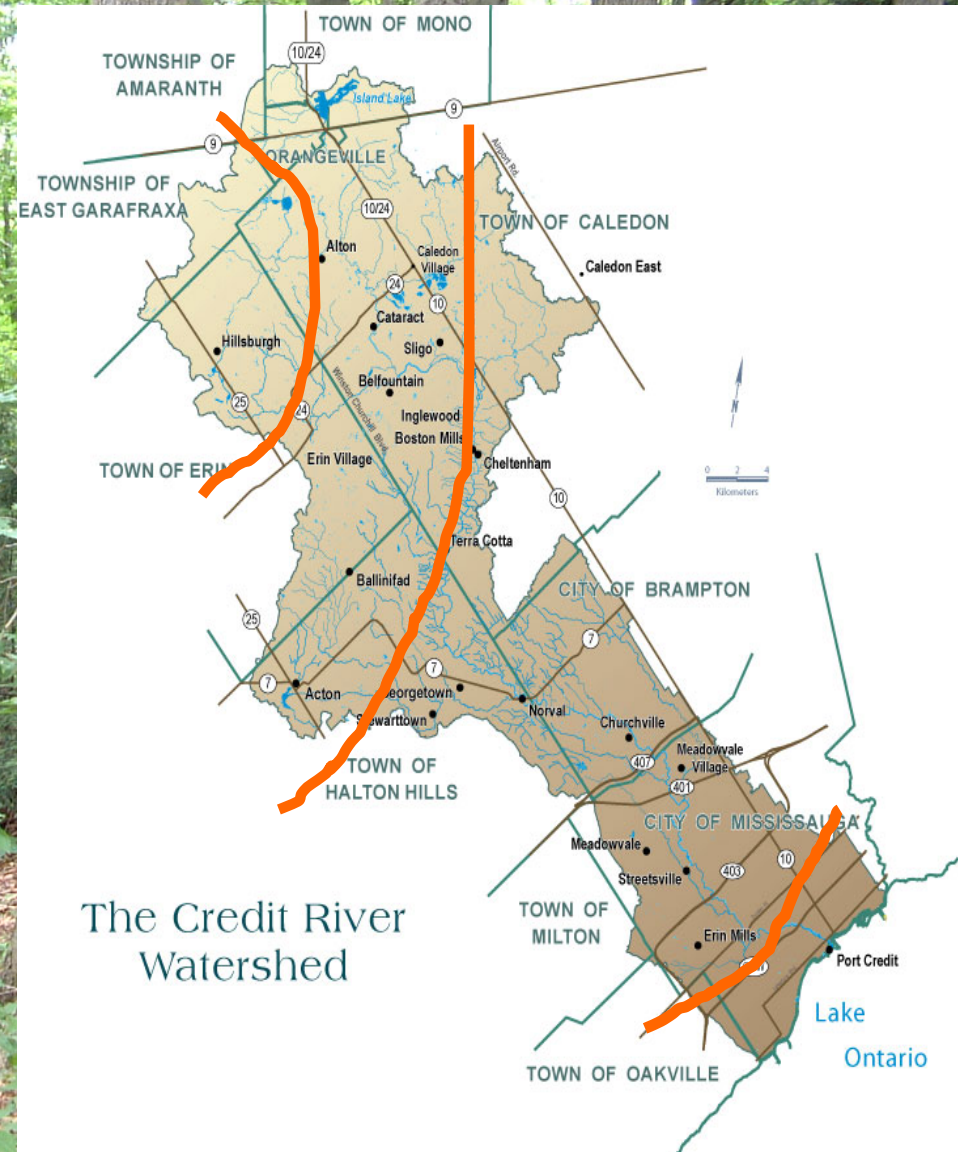 TOWN OF MONO
10/24
TOWNSHIP OF
AMARANTH
Island Lake
9
9
ORANGEVILLE
Airport Rd.
TOWNSHIP OF
EAST GARAFRAXA
10/24
TOWN OF CALEDON
Alton
Caledon
Village
Caledon East
24
10
Cataract
Hillsburgh
Sligo
Winston Churchill Blvd.
Belfountain
25
24
Inglewood
Boston Mills
Erin Village
Cheltenham
TOWN OF ERIN
N
0 2 4
Kilometers
10
Terra Cotta
Ballinifad
CITY OF BRAMPTON
25
7
7
7
Acton
Georgetown
Norval
Stewarttown
Churchville
Meadowvale
Village
407
401
TOWN OF
HALTON HILLS
CITY OF MISSISSAUGA
Meadowvale
10
403
Streetsville
The Credit River
Watershed
TOWN OF
MILTON
Erin Mills
Port Credit
Lake
Ontario
TOWN OF OAKVILLE